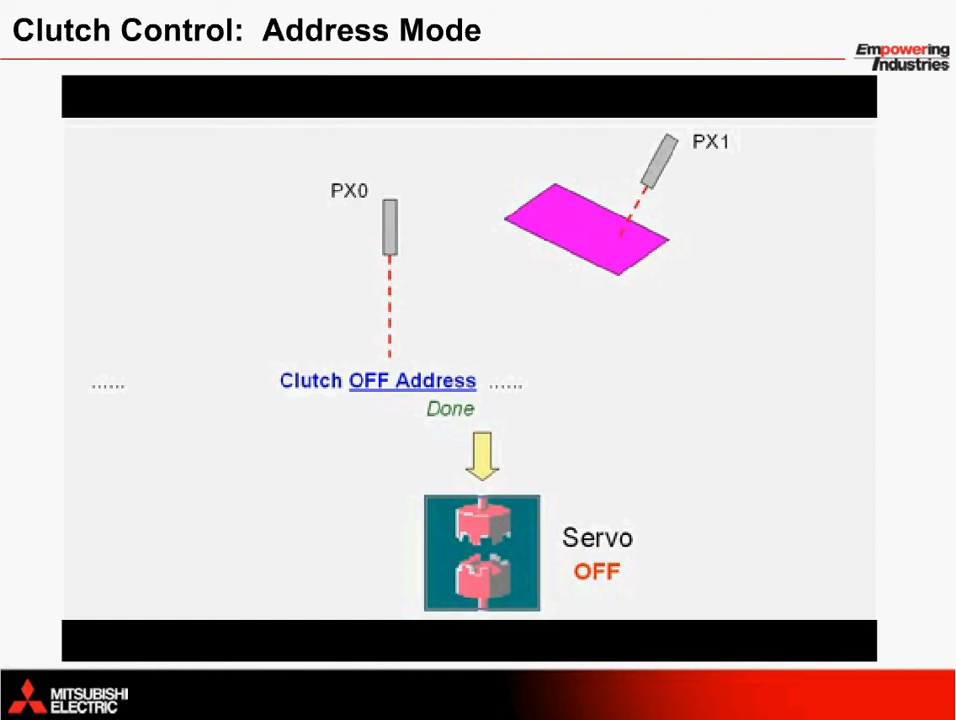 Clutch Control: Address Mode
Empowering
Industries
PX1
PX0
...... Clutch OFF Address ......
Done
Servo
OFF
MITSUBISHI
ELECTRIC